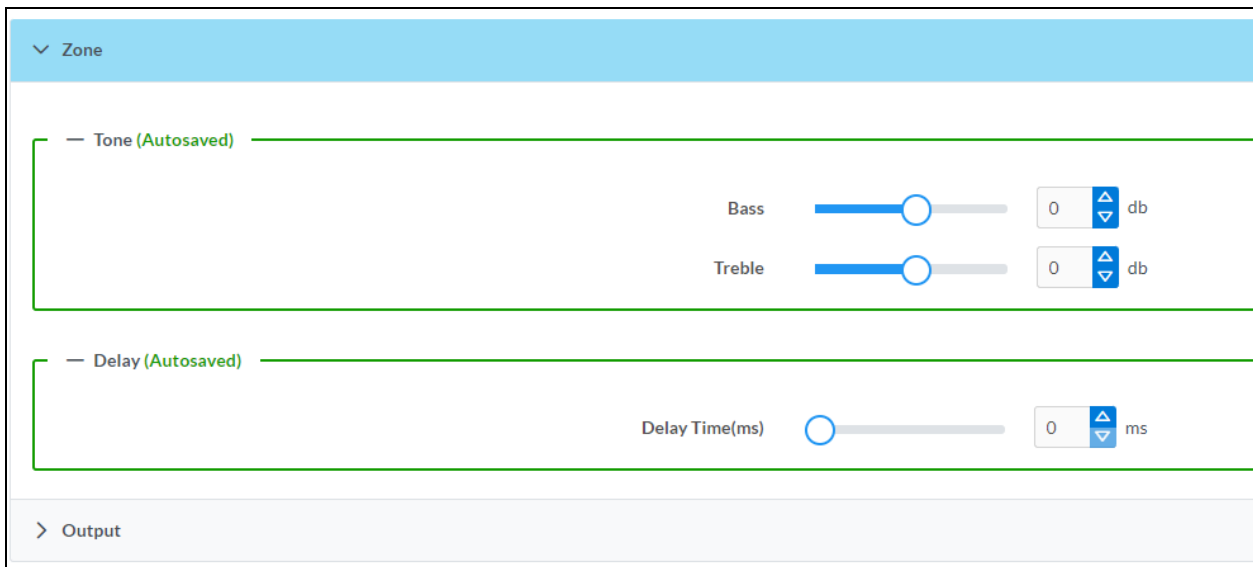 Zone
Tone (Autosaved)
Bass 0 db
Treble 0 db
Delay (Autosaved)
Delay Time(ms) 0 ms
Output